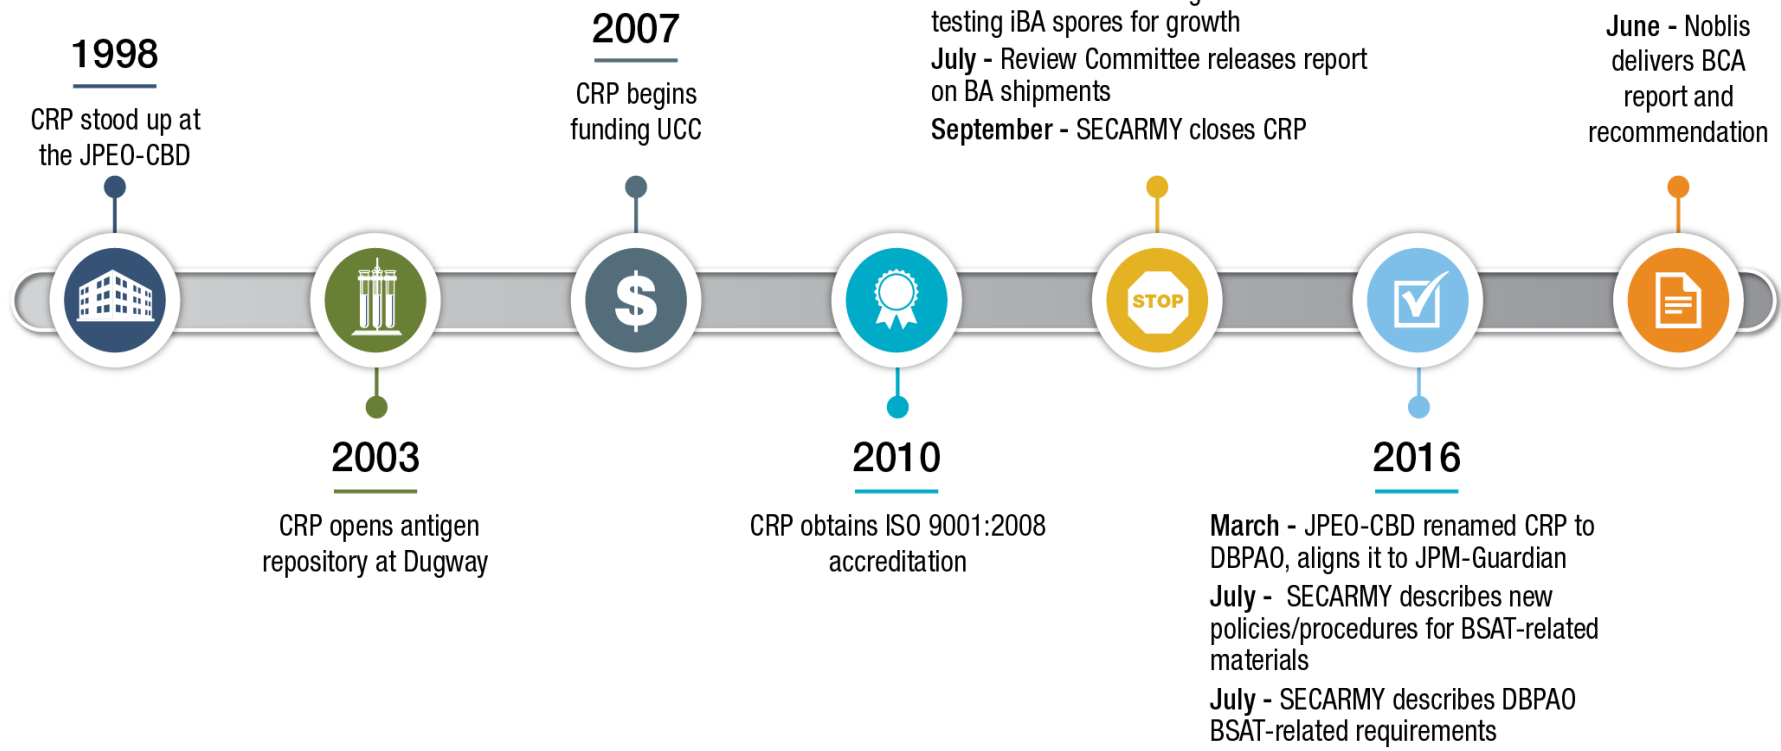 1998
CRP stood up at
the JPEO-CBD
2003
CRP opens antigen
repository at Dugway
2007
CRP begins
funding UCC
$
2010
CRP obtains ISO 9001:2008
accreditation
testing iBA spores for growth
July - Review Committee releases report
on BA shipments
September - SECARMY closes CRP
STOP
2016
March - JPEO-CBD renamed CRP to
DBPAO, aligns it to JPM-Guardian
July - SECARMY describes new
policies/procedures for BSAT-related
materials
July - SECARMY describes DBPAO
BSAT-related requirements
June - Noblis
delivers BCA
report and
recommendation